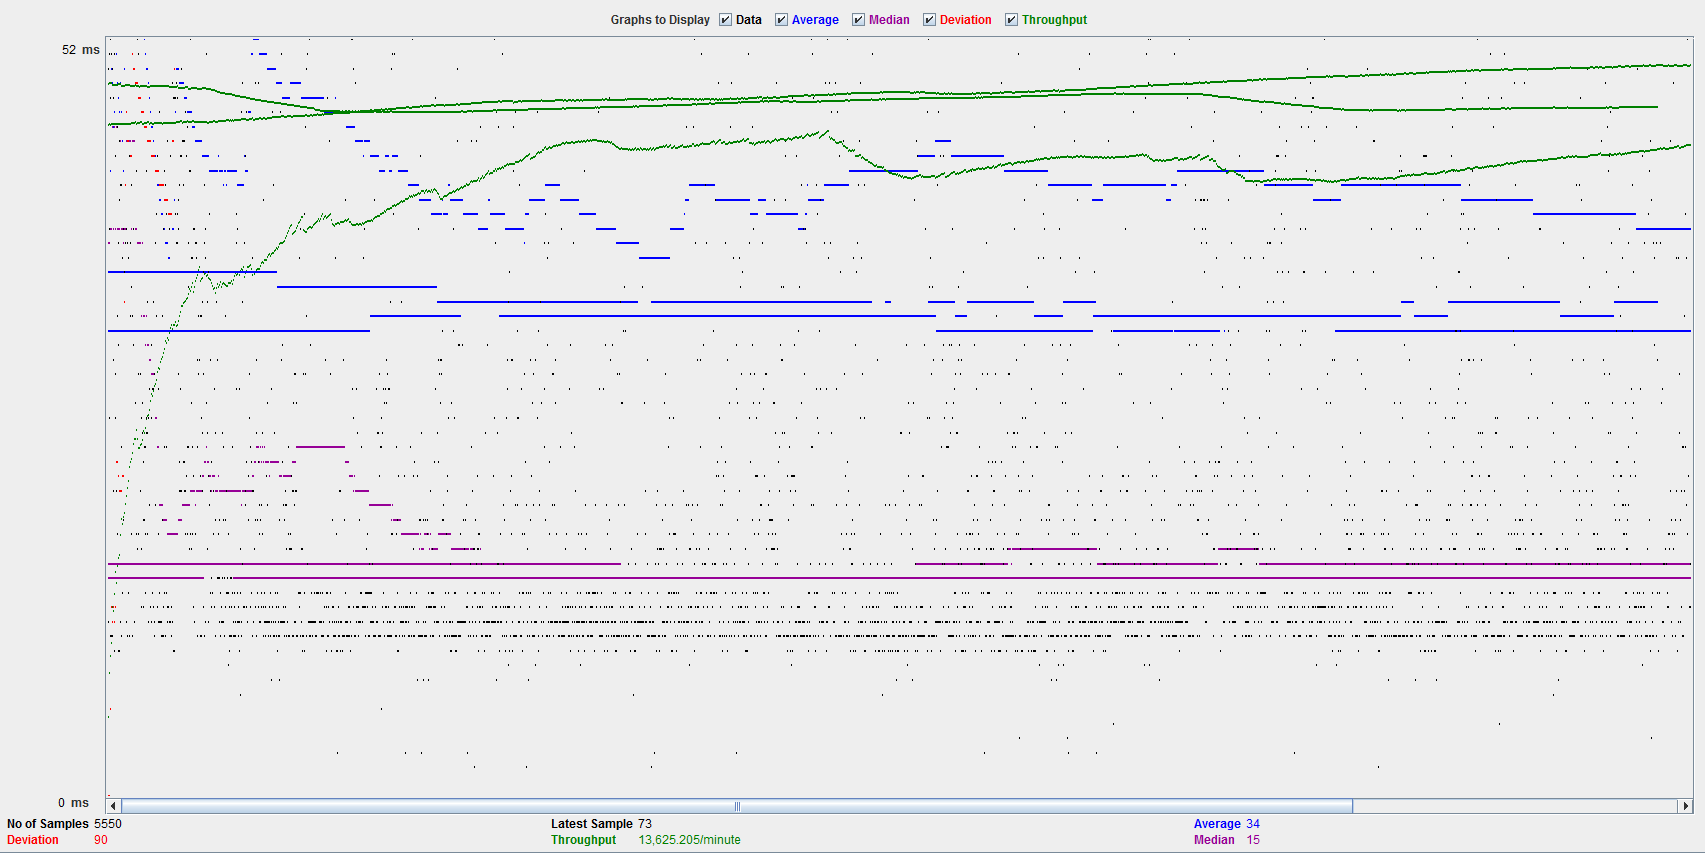 Graphs to Display Data Average Median Deviation Throughput
52 ms
0 ms
No of Samples 5550 Latest Sample 73 Average 34
Deviation 90 Throughput 13,625.205/minute Median 15